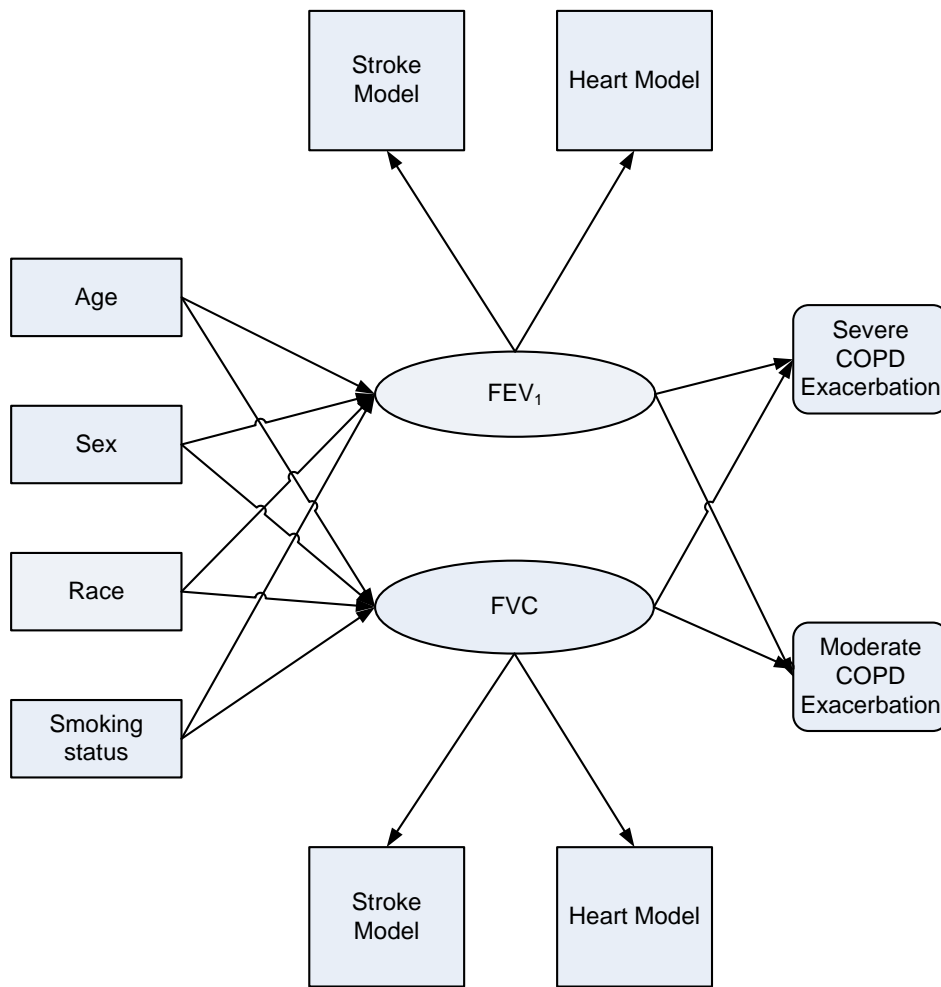 Stroke
Model
Heart Model
Age
Severe
COPD
Exacerbation
FEV₁
Sex
Race
FVC
Moderate
COPD
Exacerbation
Smoking
status
Stroke
Model
Heart Model